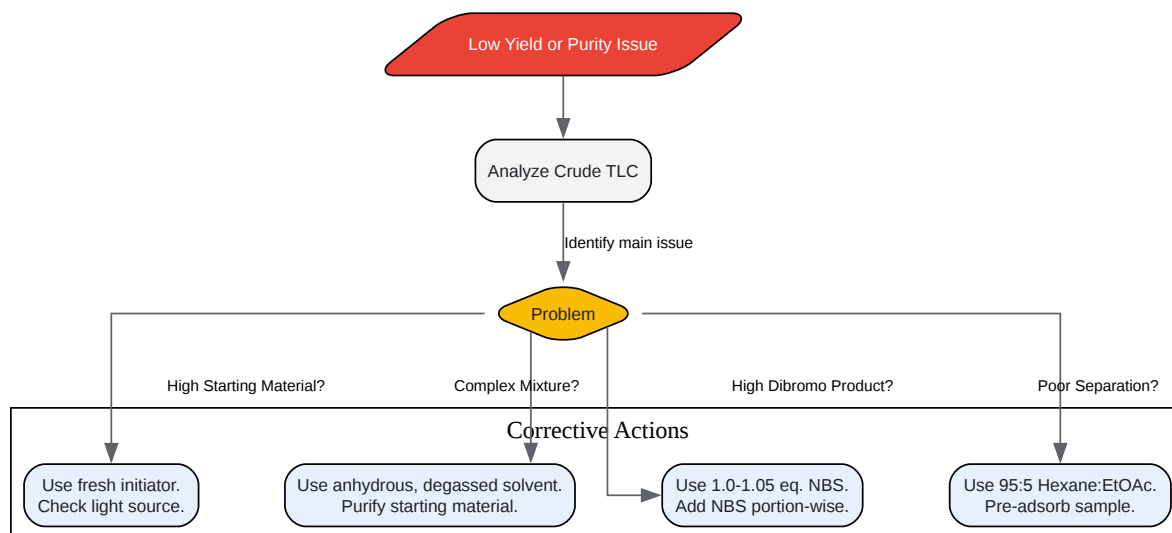 Low Yield or Purity Issue
Analyze Crude TLC
Identify main issue
Problem
High Starting Material?
Complex Mixture?
High Dibromo Product?
Poor Separation?
Corrective Actions
Use fresh initiator.
Check light source.
Use anhydrous, degassed solvent.
Purify starting material.
Use 1.0-1.05 eq. NBS.
Add NBS portion-wise.
Use 95:5 Hexane:EtOAc.
Pre-adsorb sample.